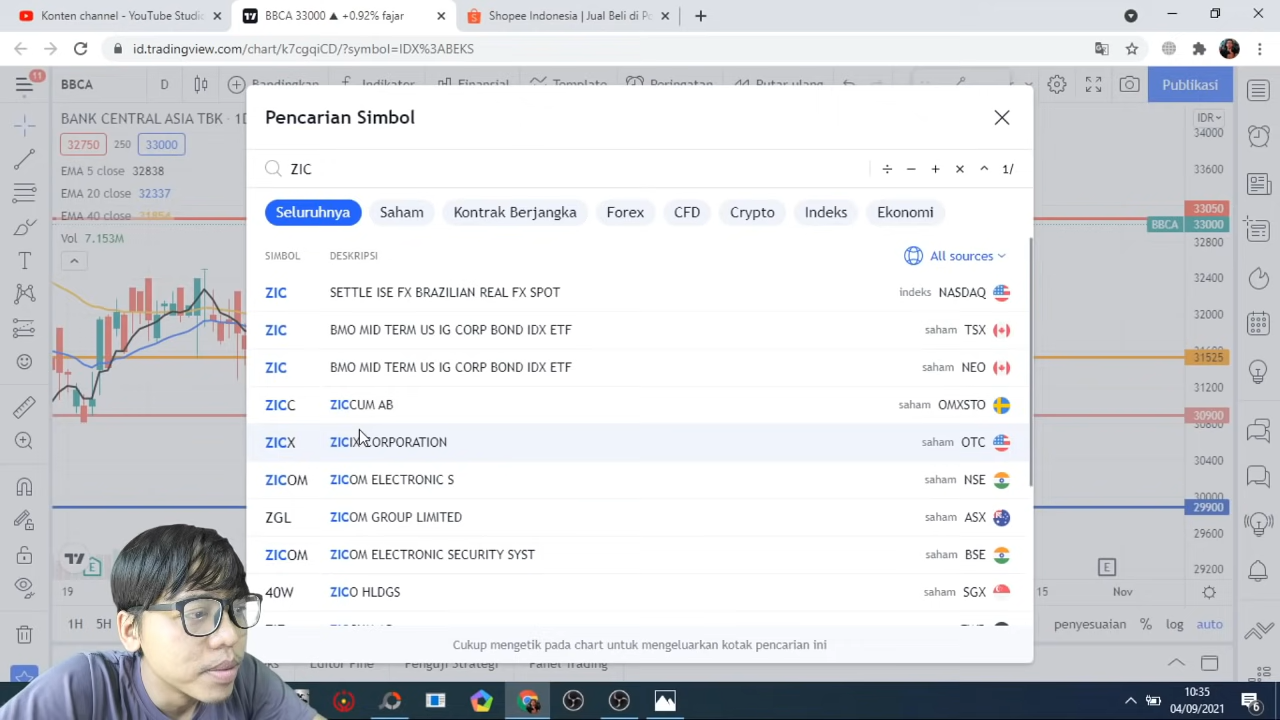 Konten channel - YouTube Studio
BBCA 33000 ▲ +0.92% fajar
Shopee Indonesia | Jual Beli di Po
id.tradingview.com/chart/k7cgqiCD/?symbol=IDX%3ABEKS
11
BBCA
D
Bandingkan
Indikator
Finansial
Template
Peringatan
Putar ulang
Publikasi
BANK CENTRAL ASIA TBK · 1D
32750
250
33000
EMA 5 close 32838
EMA 20 close 32337
EMA 40 close 31854
Vol 7.153M
Pencarian Simbol
ZIC
÷ − + × ^ 1/
Seluruhnya
Saham
Kontrak Berjangka
Forex
CFD
Crypto
Indeks
Ekonomi
SIMBOL
DESKRIPSI
All sources
ZIC SETTLE ISE FX BRAZILIAN REAL FX SPOT indeks NASDAQ
ZIC BMO MID TERM US IG CORP BOND IDX ETF saham TSX
ZIC BMO MID TERM US IG CORP BOND IDX ETF saham NEO
ZICC ZICCUM AB saham OMXSTO
ZICX ZICIX CORPORATION saham OTC
ZICOM ZICOM ELECTRONIC S saham NSE
ZGL ZICOM GROUP LIMITED saham ASX
ZICOM ZICOM ELECTRONIC SECURITY SYST saham BSE
40W ZICO HLDGS saham SGX
Cukup mengetik pada chart untuk mengeluarkan kotak pencarian ini
IDR
34000
33600
33050
BBCA 33000
32800
32400
32000
31525
31200
30900
30400
30000
29900
29600
29200
E
E
19
15
Nov
1H
5H
penyesuaian % log auto
Editor Pine
Penguji Strategi
Panel Trading
10:35
04/09/2021
6